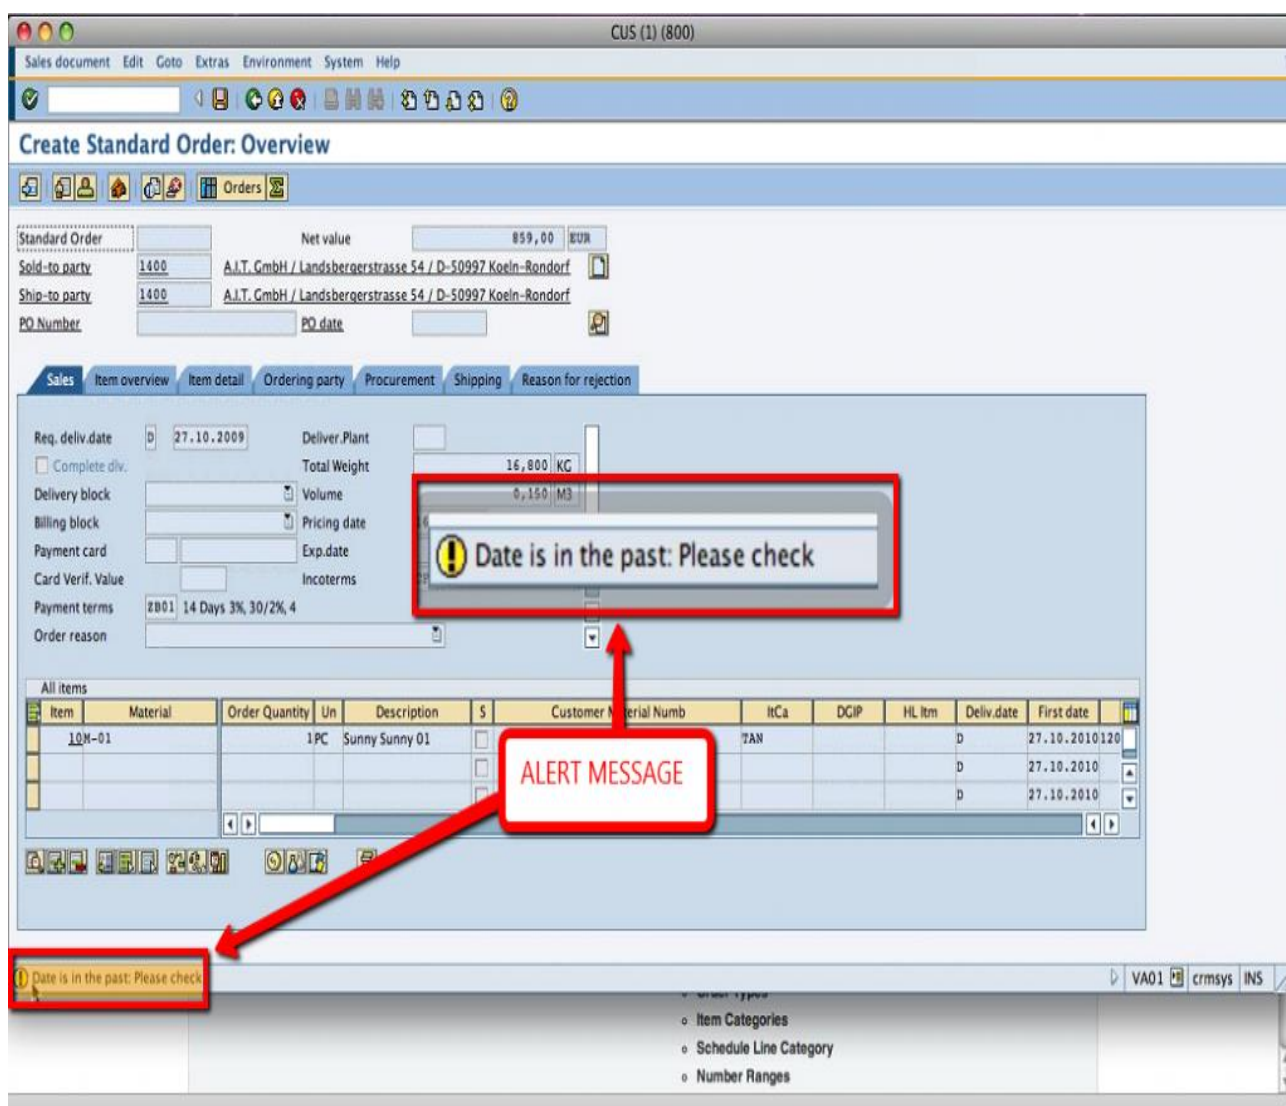 CUS (1) (800)
Sales document Edit Goto Extras Environment System Help
Create Standard Order: Overview
Orders
Standard Order Net value 859,00 EUR
Sold-to party 1400 A.I.T. GmbH / Landsbergerstrasse 54 / D-50997 Koeln-Rondorf
Ship-to party 1400 A.I.T. GmbH / Landsbergerstrasse 54 / D-50997 Koeln-Rondorf
PO Number PO date
Sales Item overview Item detail Ordering party Procurement Shipping Reason for rejection
Req. deliv.date D 27.10.2009 Deliver.Plant
Complete dlv. Total Weight 16,800 KG
Delivery block Volume 0,150 M3
Billing block Pricing date
Payment card Exp.date
Date is in the past: Please check
Card Verif. Value Incoterms
Payment terms ZB01 14 Days 3%, 30/2%, 4
Order reason
All items
Item Material Order Quantity Un Description S Customer Material Numb ItCa DGIP HL Itm Deliv.date First date
10 M-01 1 PC Sunny Sunny 01 TAN D 27.10.2010 120
D 27.10.2010
D 27.10.2010
ALERT MESSAGE
Date is in the past: Please check
VA01 crmsys INS
Item Categories
Schedule Line Category
Number Ranges